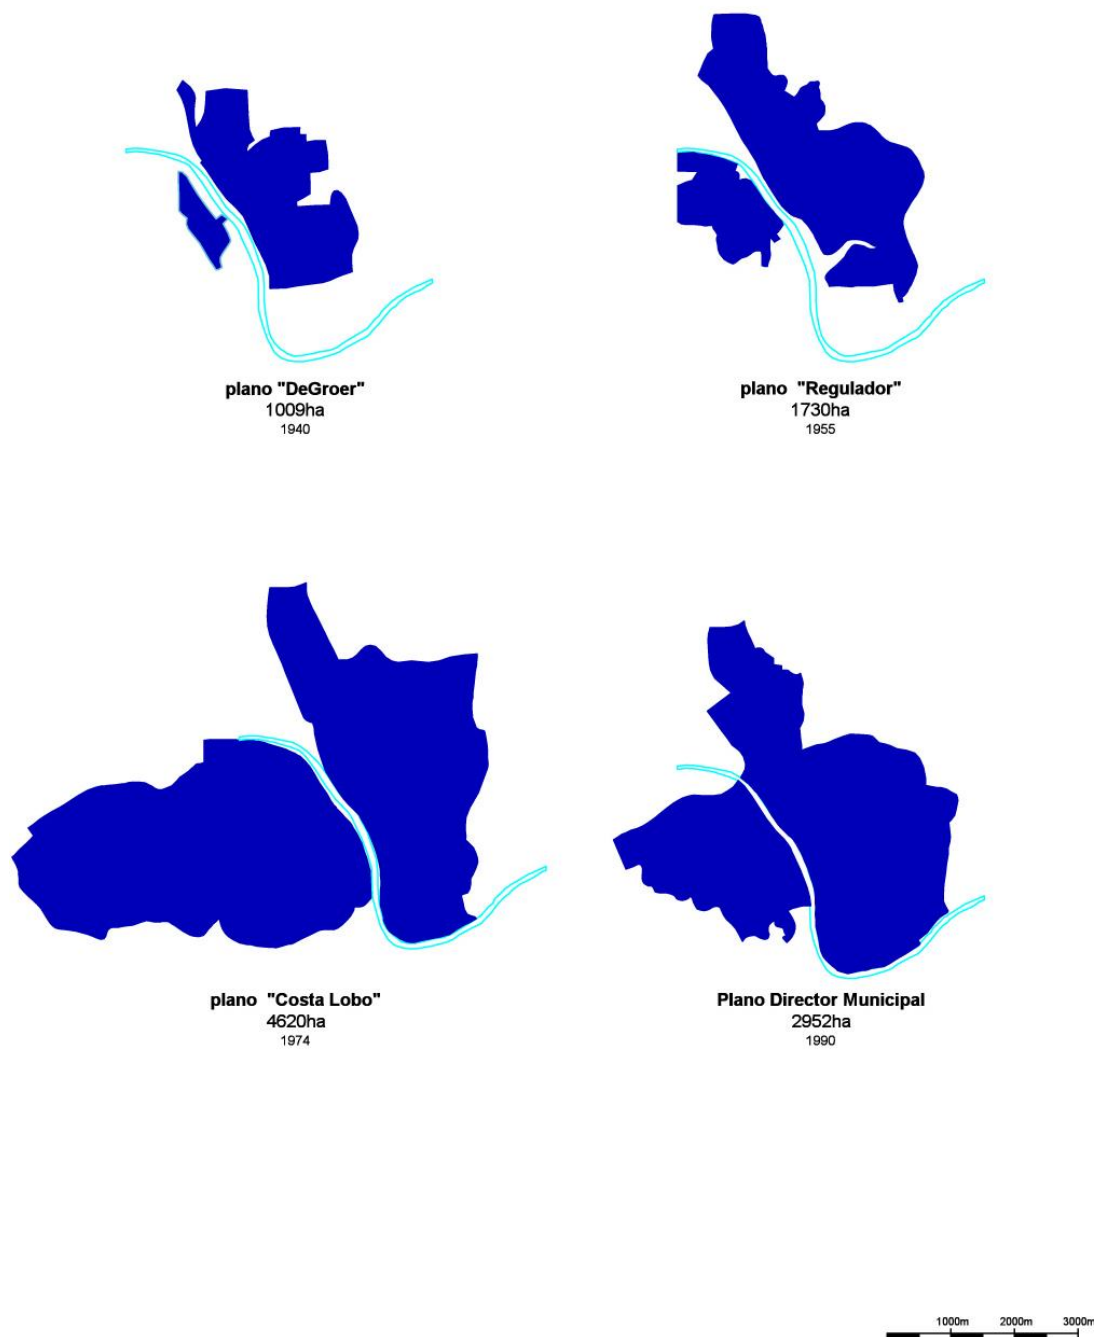 plano "DeGroer"
1009ha
1940
plano "Regulador"
1730ha
1955
plano "Costa Lobo"
4620ha
1974
Plano Director Municipal
2952ha
1990
1000m 2000m 3000m